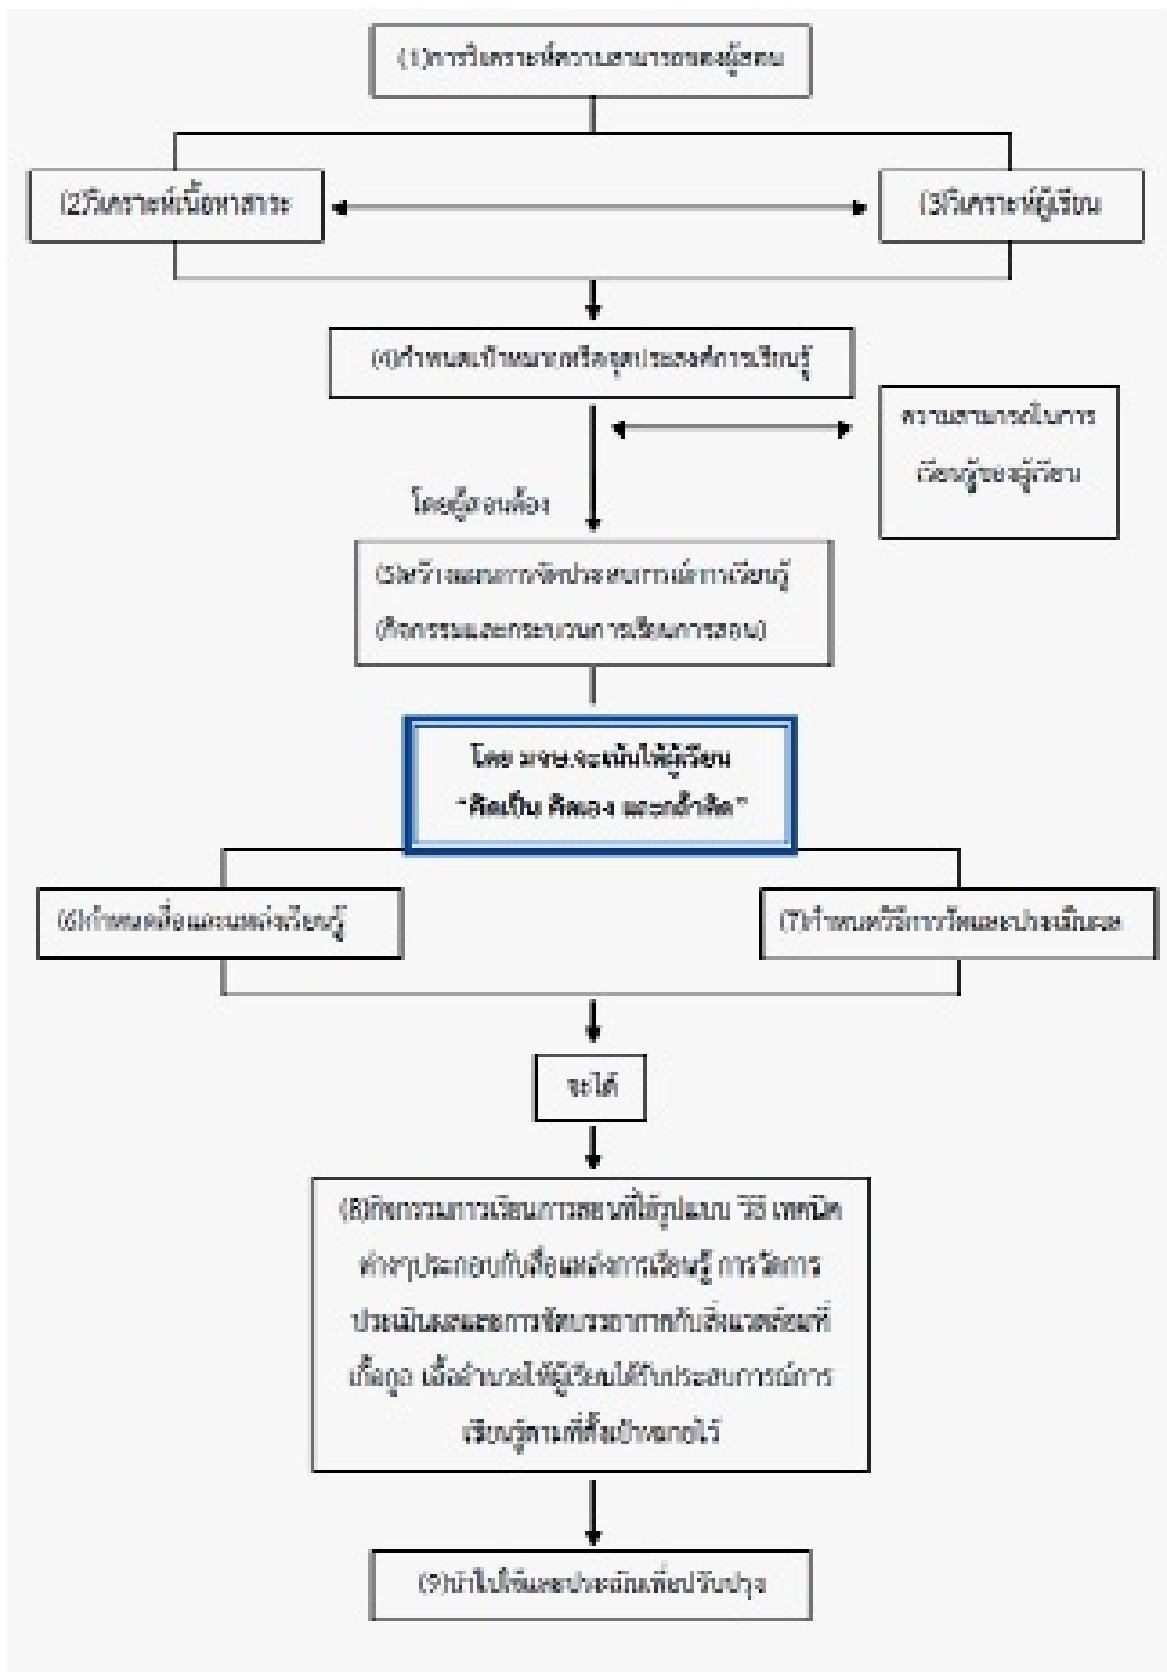 (1)การวิเคราะห์ความสามารถของผู้สอน
(2)วิเคราะห์เนื้อหาสาระ
(3)วิเคราะห์ผู้เรียน
(4)กำหนดเป้าหมายหรือจุดประสงค์การเรียนรู้
ความสามารถในการ
เรียนรู้ของผู้เรียน
โดยผู้สอนต้อง
(5)สร้างแผนการจัดประสบการณ์การเรียนรู้
(กิจกรรมและกระบวนการเรียนการสอน)
โดย มจษ.จะเน้นให้ผู้เรียน
"คิดเป็น คิดเอง และกล้าคิด"
(6)กำหนดสื่อและแหล่งเรียนรู้
(7)กำหนดวิธีการวัดและประเมินผล
จะได้
(8)กิจกรรมการเรียนการสอนที่ใช้รูปแบบ วิธี เทคนิค
ต่างๆประกอบกับสื่อแหล่งการเรียนรู้ การวัดการ
ประเมินผลและการจัดบรรยากาศกับสิ่งแวดล้อมที่
เกื้อกูล เอื้ออำนวยให้ผู้เรียนได้รับประสบการณ์การ
เรียนรู้ตามที่ตั้งเป้าหมายไว้
(9)นำไปใช้และประเมินเพื่อปรับปรุง